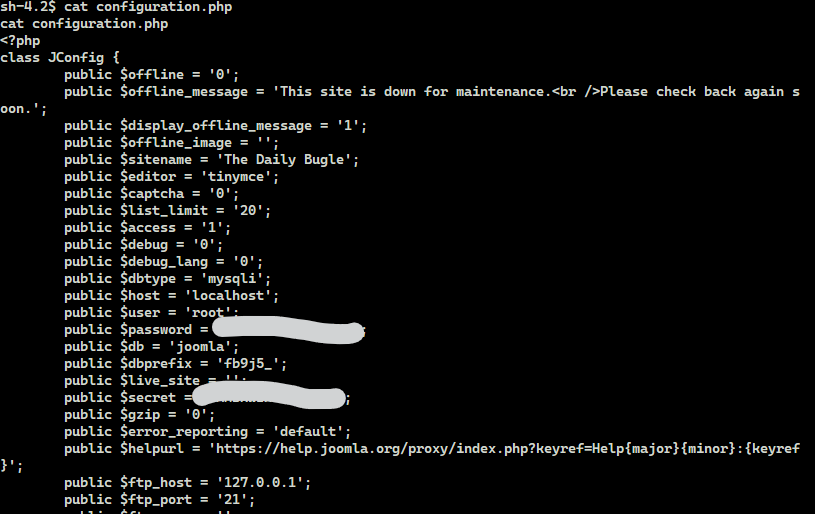 sh-4.2$ cat configuration.php
cat configuration.php
<?php
class JConfig {
        public $offline = '0';
        public $offline_message = 'This site is down for maintenance.<br />Please check back again s
oon.';
        public $display_offline_message = '1';
        public $offline_image = '';
        public $sitename = 'The Daily Bugle';
        public $editor = 'tinymce';
        public $captcha = '0';
        public $list_limit = '20';
        public $access = '1';
        public $debug = '0';
        public $debug_lang = '0';
        public $dbtype = 'mysqli';
        public $host = 'localhost';
        public $user = 'root';
        public $password = ;
        public $db = 'joomla';
        public $dbprefix = 'fb9j5_';
        public $live_site = '';
        public $secret = ;
        public $gzip = '0';
        public $error_reporting = 'default';
        public $helpurl = 'https://help.joomla.org/proxy/index.php?keyref=Help{major}{minor}:{keyref
}';
        public $ftp_host = '127.0.0.1';
        public $ftp_port = '21';